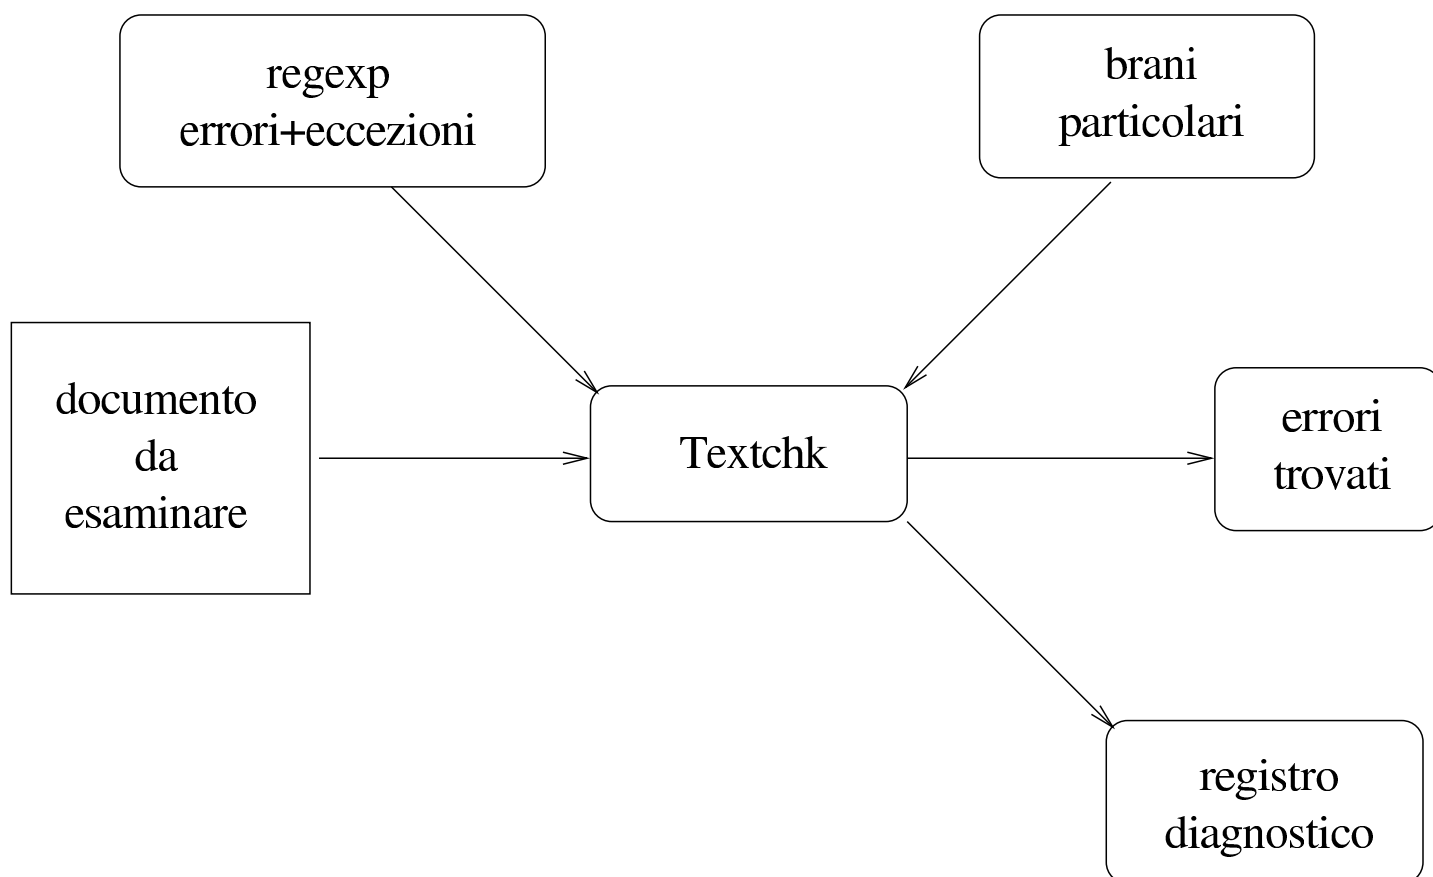 regexp
errori+eccezioni
brani
particolari
documento
da
esaminare
Textchk
errori
trovati
registro
diagnostico